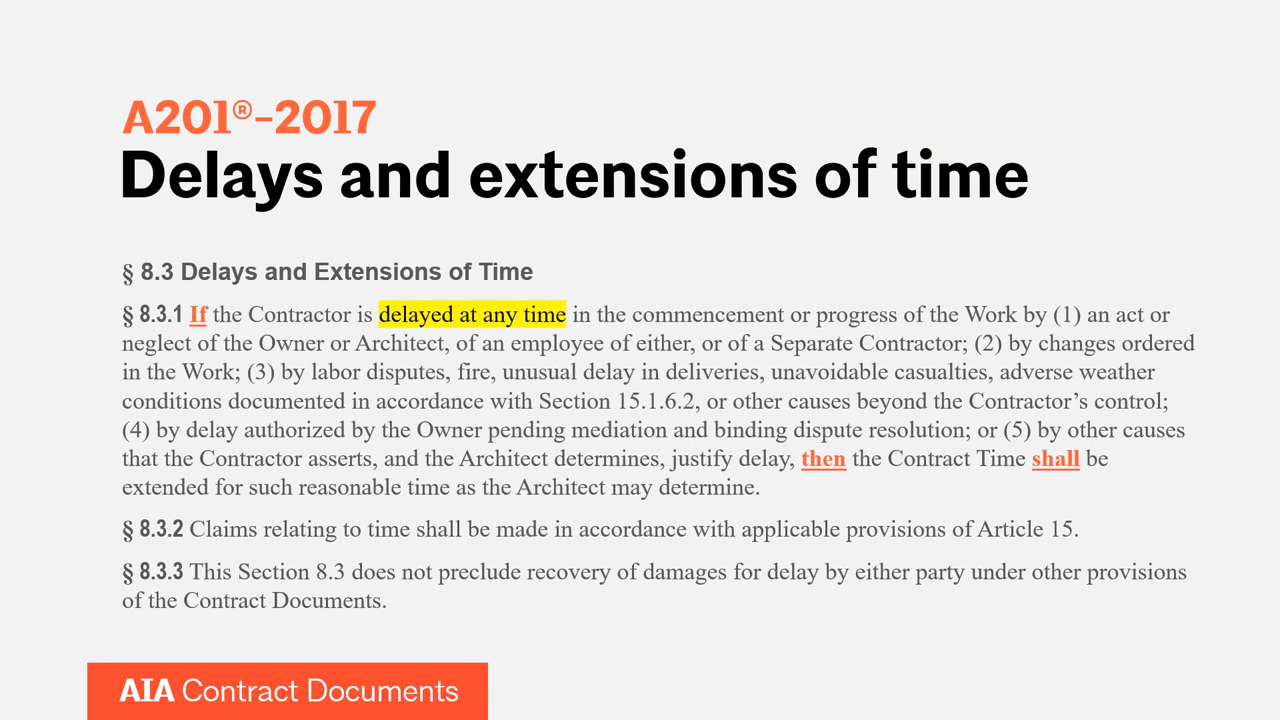 A201®–2017
Delays and extensions of time
§ 8.3 Delays and Extensions of Time
§ 8.3.1 If the Contractor is delayed at any time in the commencement or progress of the Work by (1) an act or
neglect of the Owner or Architect, of an employee of either, or of a Separate Contractor; (2) by changes ordered
in the Work; (3) by labor disputes, fire, unusual delay in deliveries, unavoidable casualties, adverse weather
conditions documented in accordance with Section 15.1.6.2, or other causes beyond the Contractor’s control;
(4) by delay authorized by the Owner pending mediation and binding dispute resolution; or (5) by other causes
that the Contractor asserts, and the Architect determines, justify delay, then the Contract Time shall be
extended for such reasonable time as the Architect may determine.
§ 8.3.2 Claims relating to time shall be made in accordance with applicable provisions of Article 15.
§ 8.3.3 This Section 8.3 does not preclude recovery of damages for delay by either party under other provisions
of the Contract Documents.
AIA Contract Documents